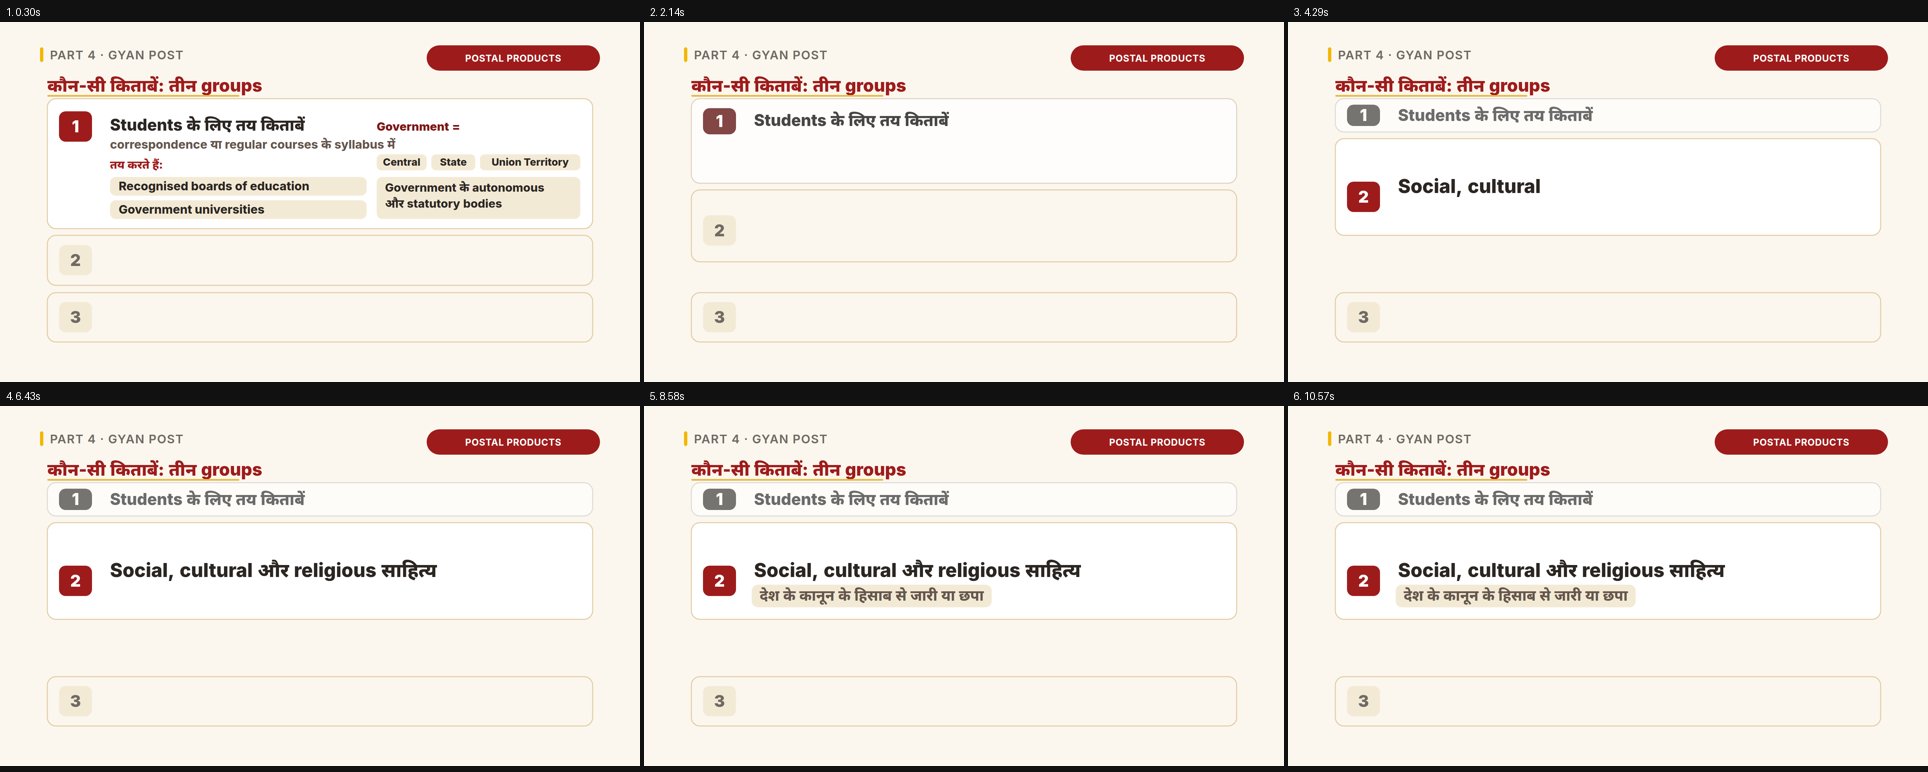 1. 0.30s
PART 4 · GYAN POST
POSTAL PRODUCTS
कौन-सी किताबें: तीन groups
1
Students के लिए तय किताबें
correspondence या regular courses के syllabus में
तय करते हैं:
Recognised boards of education
Government universities
Government =
Central
State
Union Territory
Government के autonomous
और statutory bodies
2
3
2. 2.14s
PART 4 · GYAN POST
POSTAL PRODUCTS
कौन-सी किताबें: तीन groups
1
Students के लिए तय किताबें
2
3
3. 4.29s
PART 4 · GYAN POST
POSTAL PRODUCTS
कौन-सी किताबें: तीन groups
1
Students के लिए तय किताबें
2
Social, cultural
3
4. 6.43s
PART 4 · GYAN POST
POSTAL PRODUCTS
कौन-सी किताबें: तीन groups
1
Students के लिए तय किताबें
2
Social, cultural और religious साहित्य
3
5. 8.58s
PART 4 · GYAN POST
POSTAL PRODUCTS
कौन-सी किताबें: तीन groups
1
Students के लिए तय किताबें
2
Social, cultural और religious साहित्य
देश के कानून के हिसाब से जारी या छपा
3
6. 10.57s
PART 4 · GYAN POST
POSTAL PRODUCTS
कौन-सी किताबें: तीन groups
1
Students के लिए तय किताबें
2
Social, cultural और religious साहित्य
देश के कानून के हिसाब से जारी या छपा
3